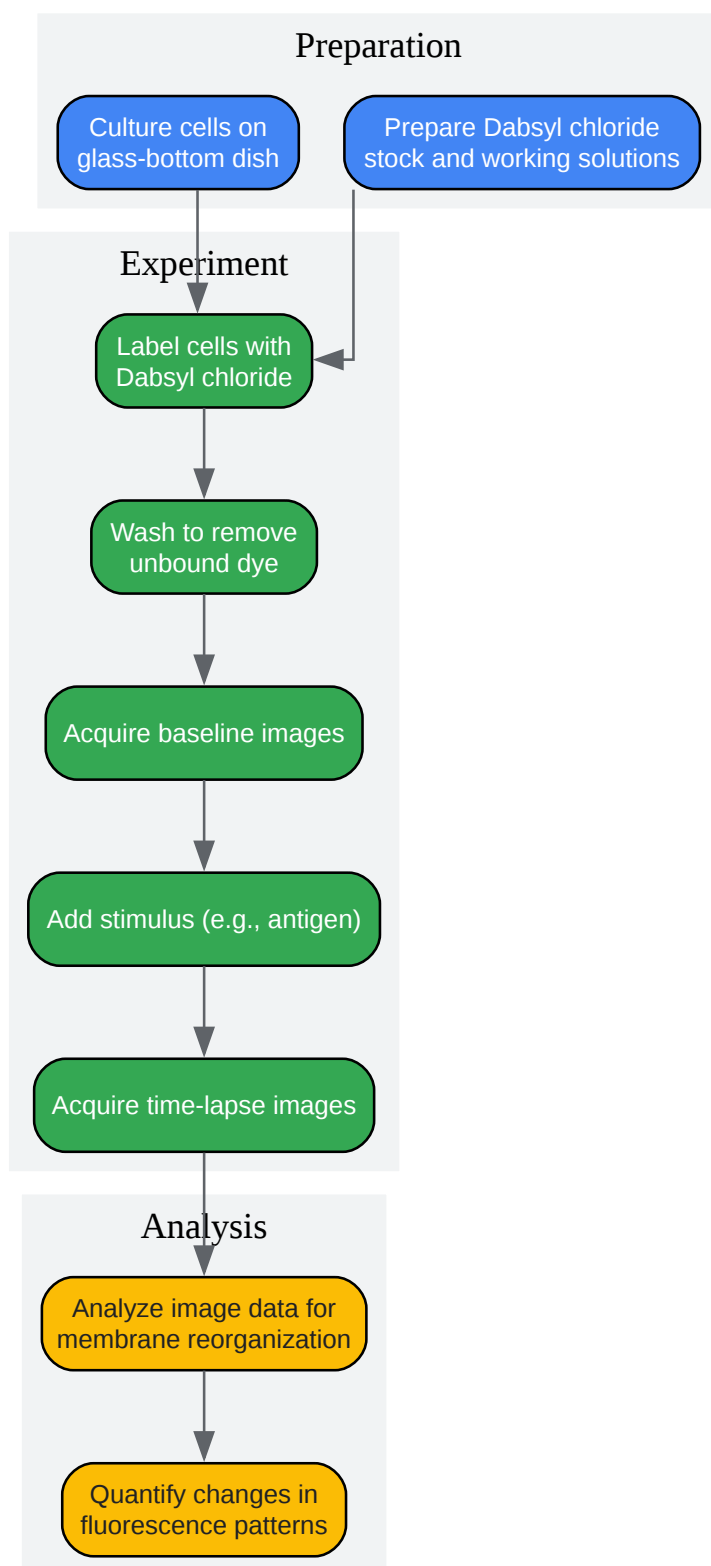 Preparation
Culture cells on
glass-bottom dish
Prepare Dabsyl chloride
stock and working solutions
Experiment
Label cells with
Dabsyl chloride
Wash to remove
unbound dye
Acquire baseline images
Add stimulus (e.g., antigen)
Acquire time-lapse images
Analysis
Analyze image data for
membrane reorganization
Quantify changes in
fluorescence patterns